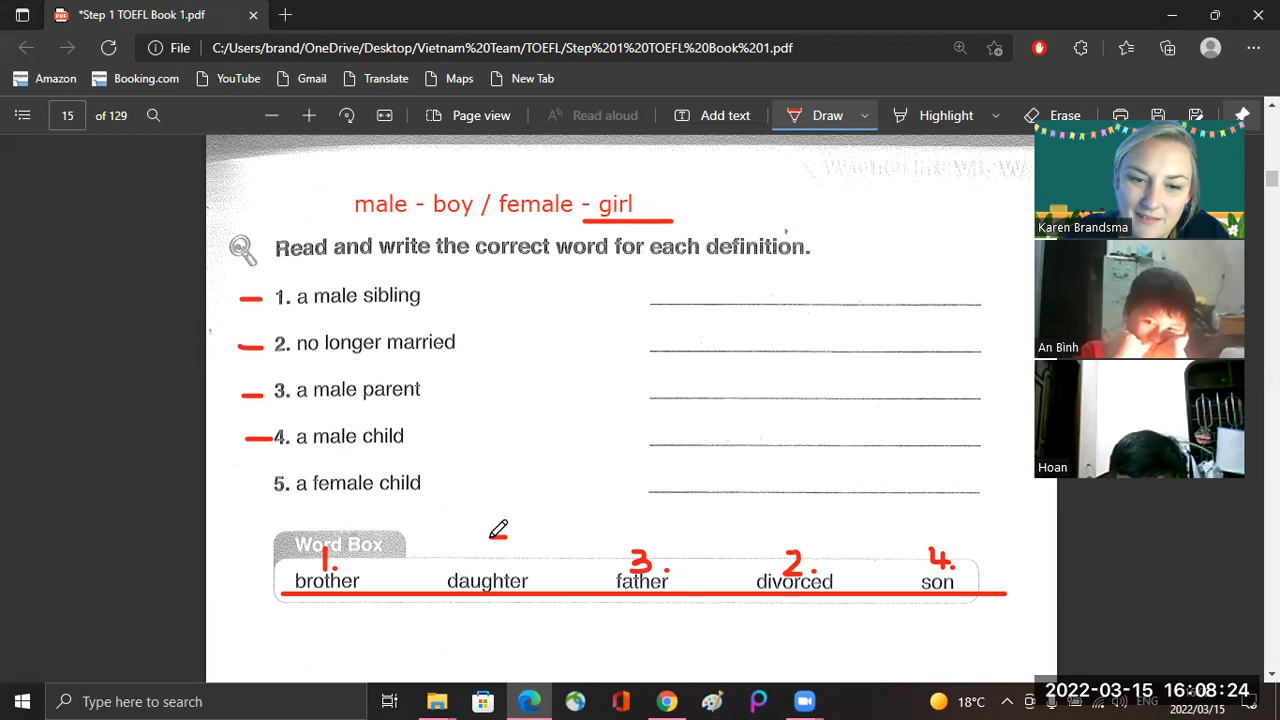 *Step 1 TOEFL Book 1.pdf
File C:/Users/brand/OneDrive/Desktop/Vietnam%20Team/TOEFL/Step%201%20TOEFL%20Book%201.pdf
Amazon Booking.com YouTube Gmail Translate Maps New Tab
15 of 129 Page view Read aloud Add text Draw Highlight Erase
male - boy / female - girl
Read and write the correct word for each definition.
1. a male sibling
2. no longer married
3. a male parent
4. a male child
5. a female child
Word Box
1. 3. 2. 4.
brother daughter father divorced son
Karen Brandsma
An Bình
Hoan
Type here to search
18°C ENG
2022-03-15 16:08:24
2022/03/15